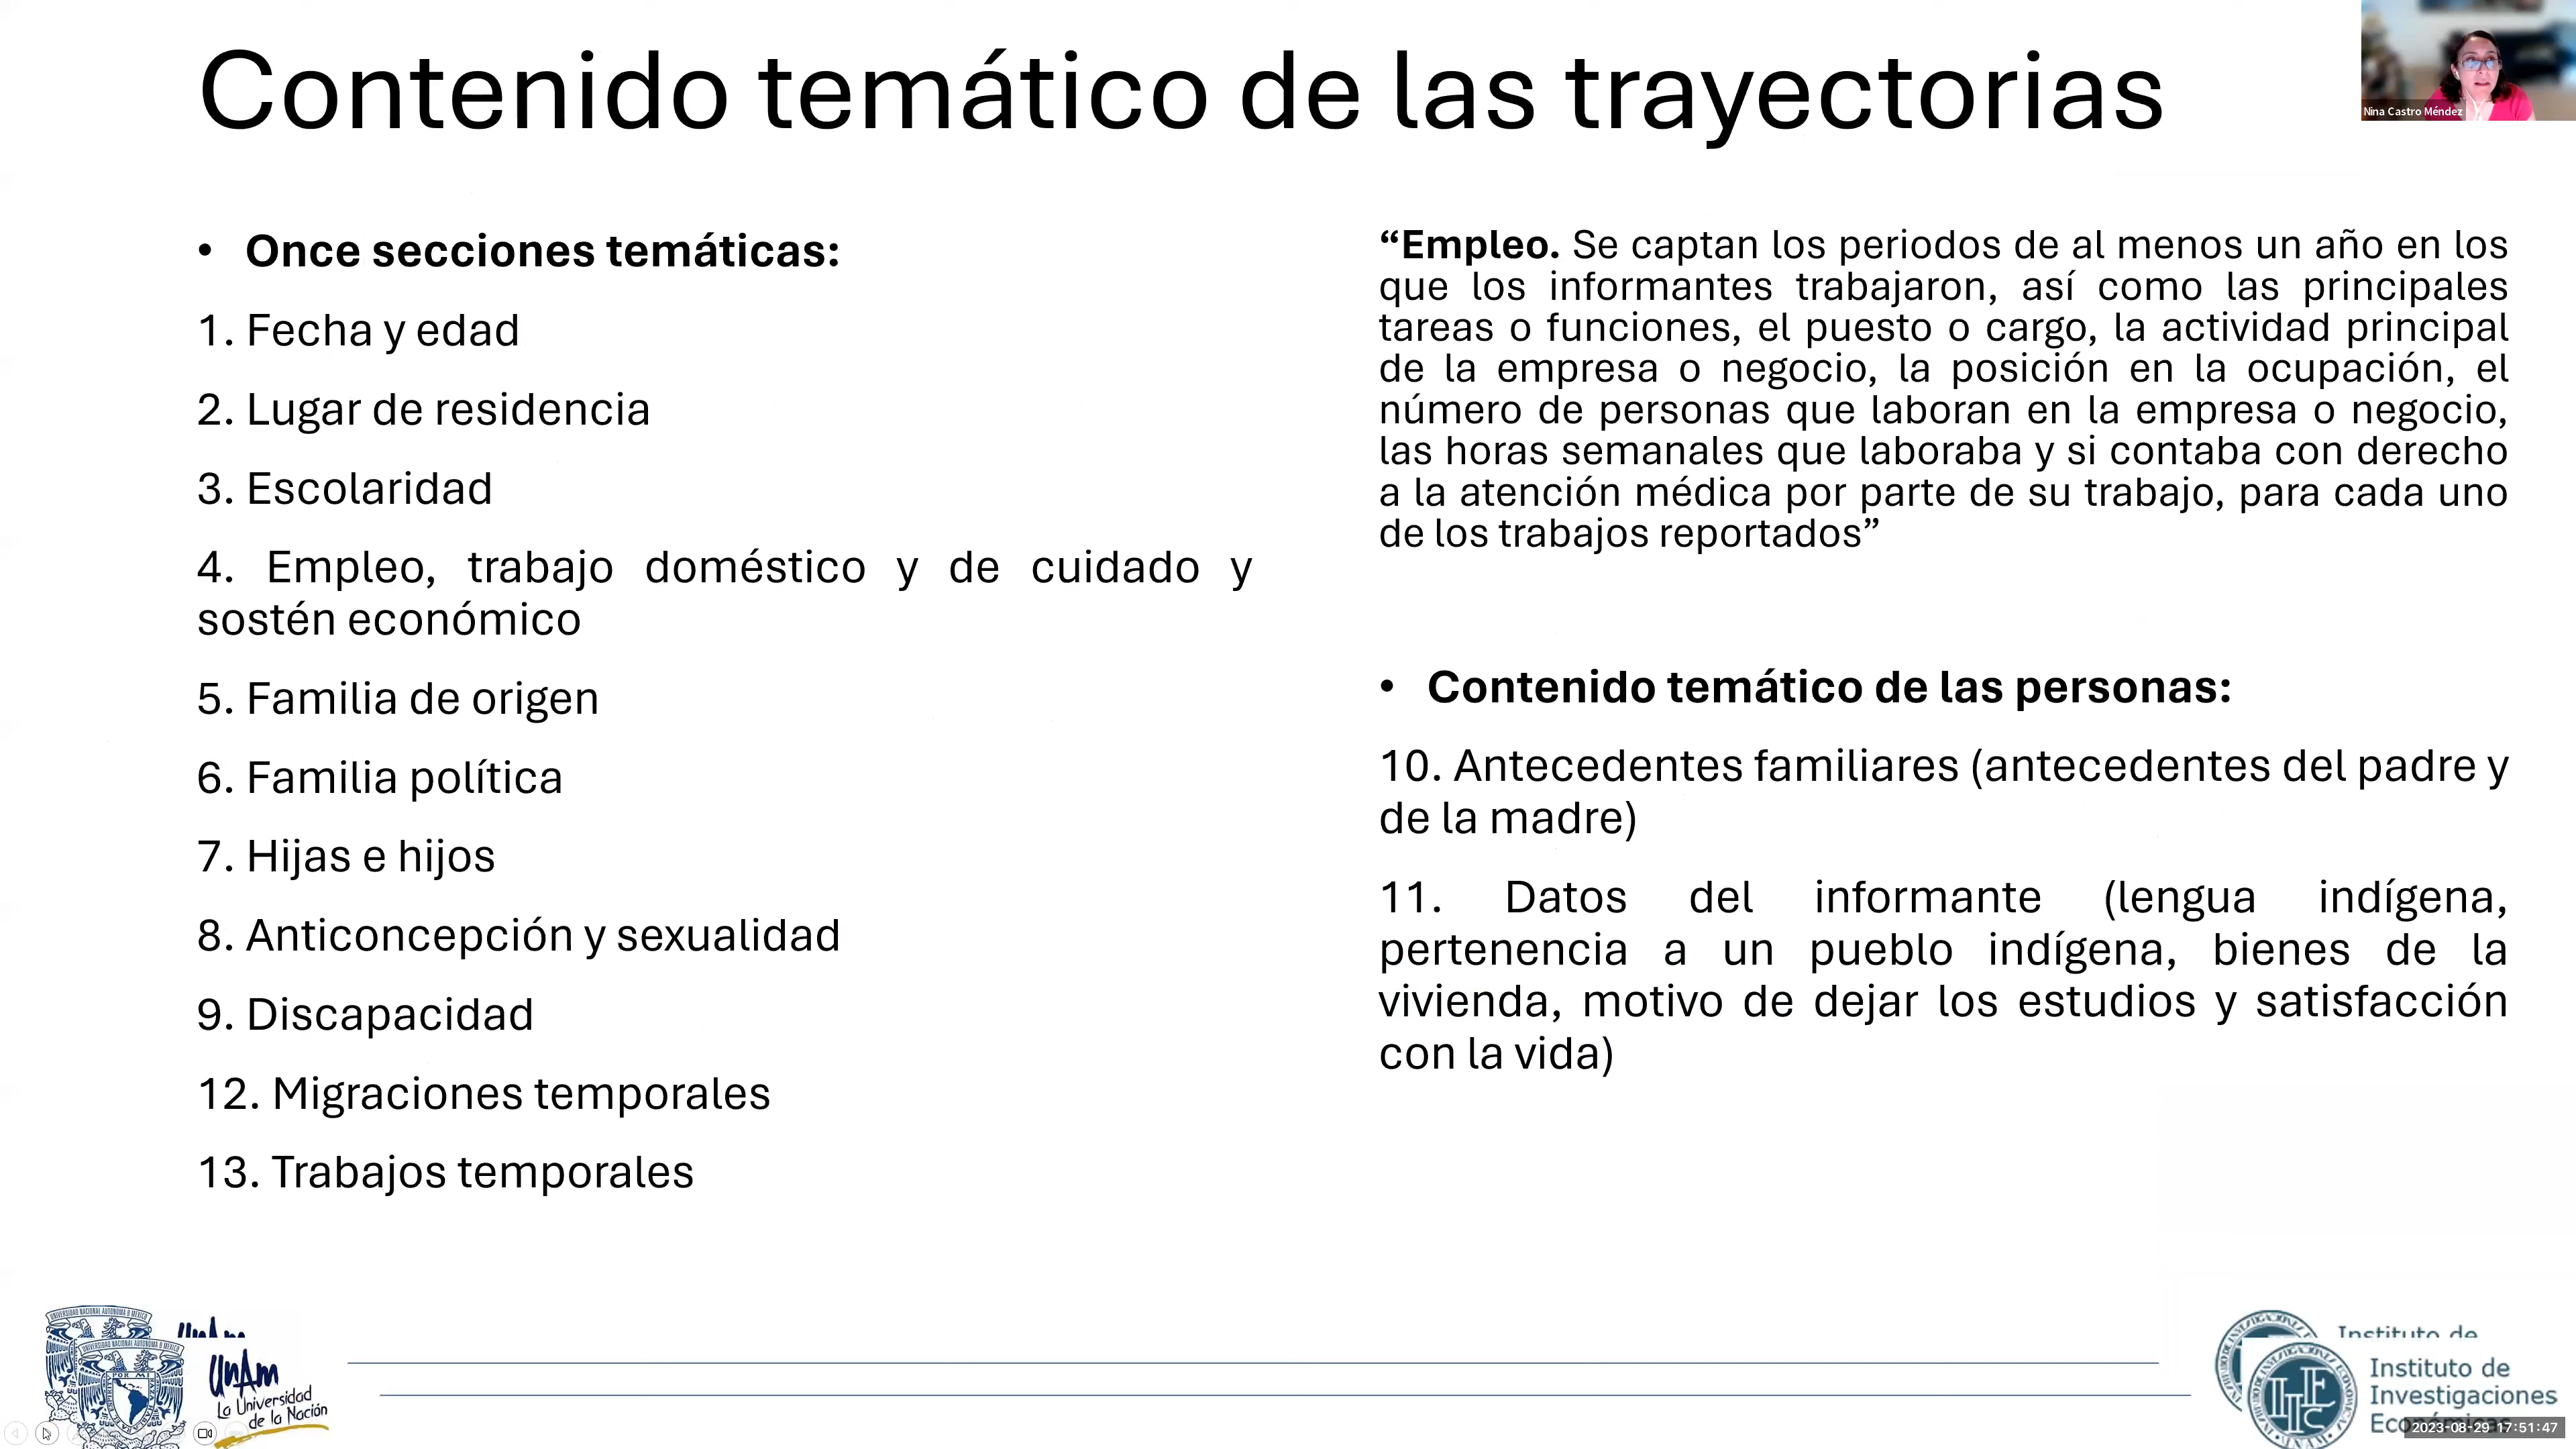 Contenido temático de las trayectorias
Nina Castro Méndez
• Once secciones temáticas:
1. Fecha y edad
2. Lugar de residencia
3. Escolaridad
4. Empleo, trabajo doméstico y de cuidado y
sostén económico
5. Familia de origen
6. Familia política
7. Hijas e hijos
8. Anticoncepción y sexualidad
9. Discapacidad
12. Migraciones temporales
13. Trabajos temporales
“Empleo. Se captan los periodos de al menos un año en los
que los informantes trabajaron, así como las principales
tareas o funciones, el puesto o cargo, la actividad principal
de la empresa o negocio, la posición en la ocupación, el
número de personas que laboran en la empresa o negocio,
las horas semanales que laboraba y si contaba con derecho
a la atención médica por parte de su trabajo, para cada uno
de los trabajos reportados”
• Contenido temático de las personas:
10. Antecedentes familiares (antecedentes del padre y
de la madre)
11. Datos del informante (lengua indígena,
pertenencia a un pueblo indígena, bienes de la
vivienda, motivo de dejar los estudios y satisfacción
con la vida)
UNIVERSIDAD NACIONAL AUTONOMA DE MEXICO
UnAm
La Universidad
de la Nación
Instituto de
Instituto de
Investigaciones
Económicas
2023-08-29 17:51:47